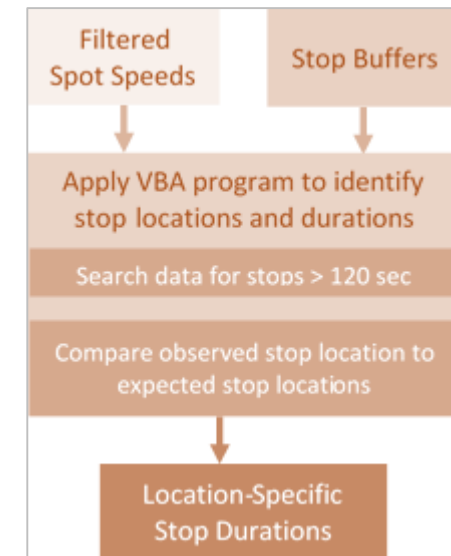 Filtered
Spot Speeds
Stop Buffers
Apply VBA program to identify
stop locations and durations
Search data for stops > 120 sec
Compare observed stop location to
expected stop locations
Location-Specific
Stop Durations